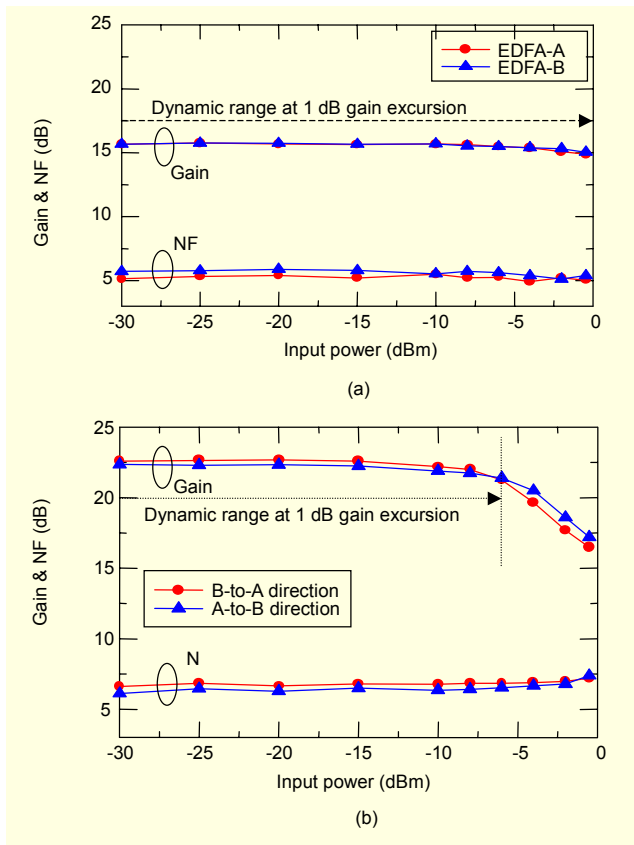 25
20
15
10
5
Gain & NF (dB)
EDFA-A
EDFA-B
Dynamic range at 1 dB gain excursion
Gain
NF
-30 -25 -20 -15 -10 -5 0
Input power (dBm)
(a)
25
20
15
10
5
Gain & NF (dB)
Gain
Dynamic range at 1 dB gain excursion
B-to-A direction
A-to-B direction
N
-30 -25 -20 -15 -10 -5 0
Input power (dBm)
(b)